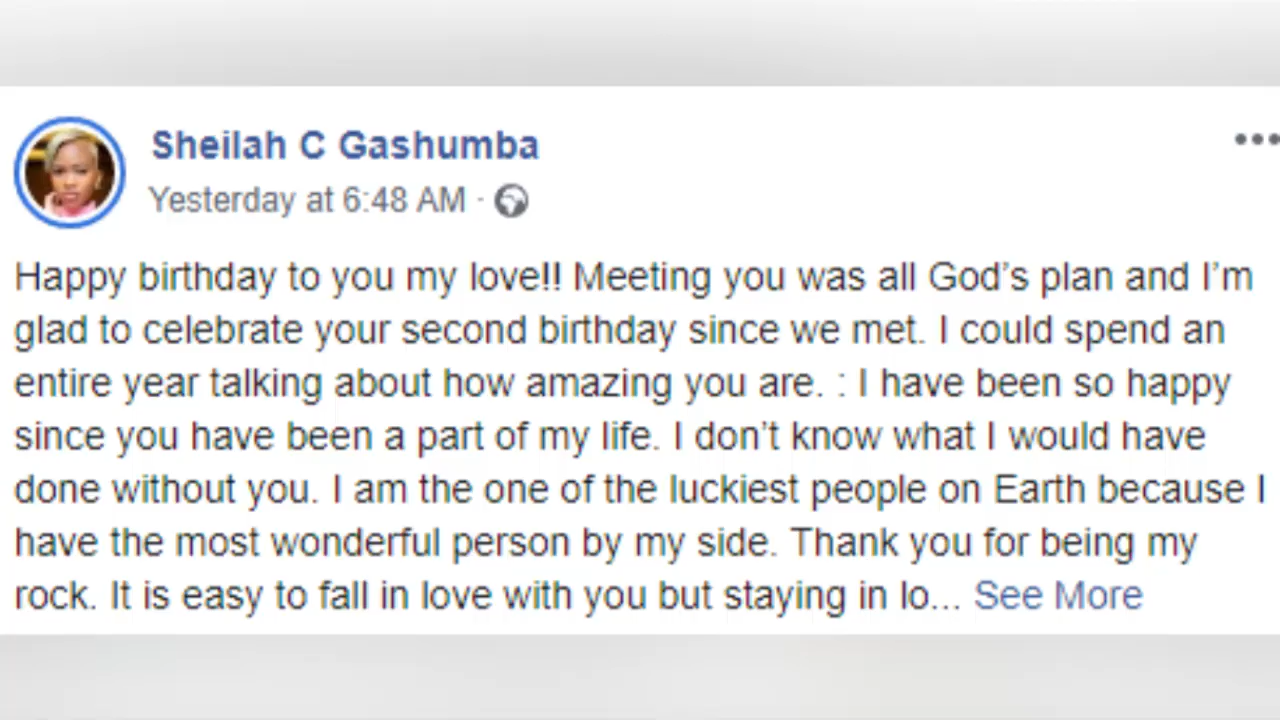 Sheilah C Gashumba
Yesterday at 6:48 AM ·
Happy birthday to you my love!! Meeting you was all God’s plan and I’m
glad to celebrate your second birthday since we met. I could spend an
entire year talking about how amazing you are. : I have been so happy
since you have been a part of my life. I don’t know what I would have
done without you. I am the one of the luckiest people on Earth because I
have the most wonderful person by my side. Thank you for being my
rock. It is easy to fall in love with you but staying in lo... See More